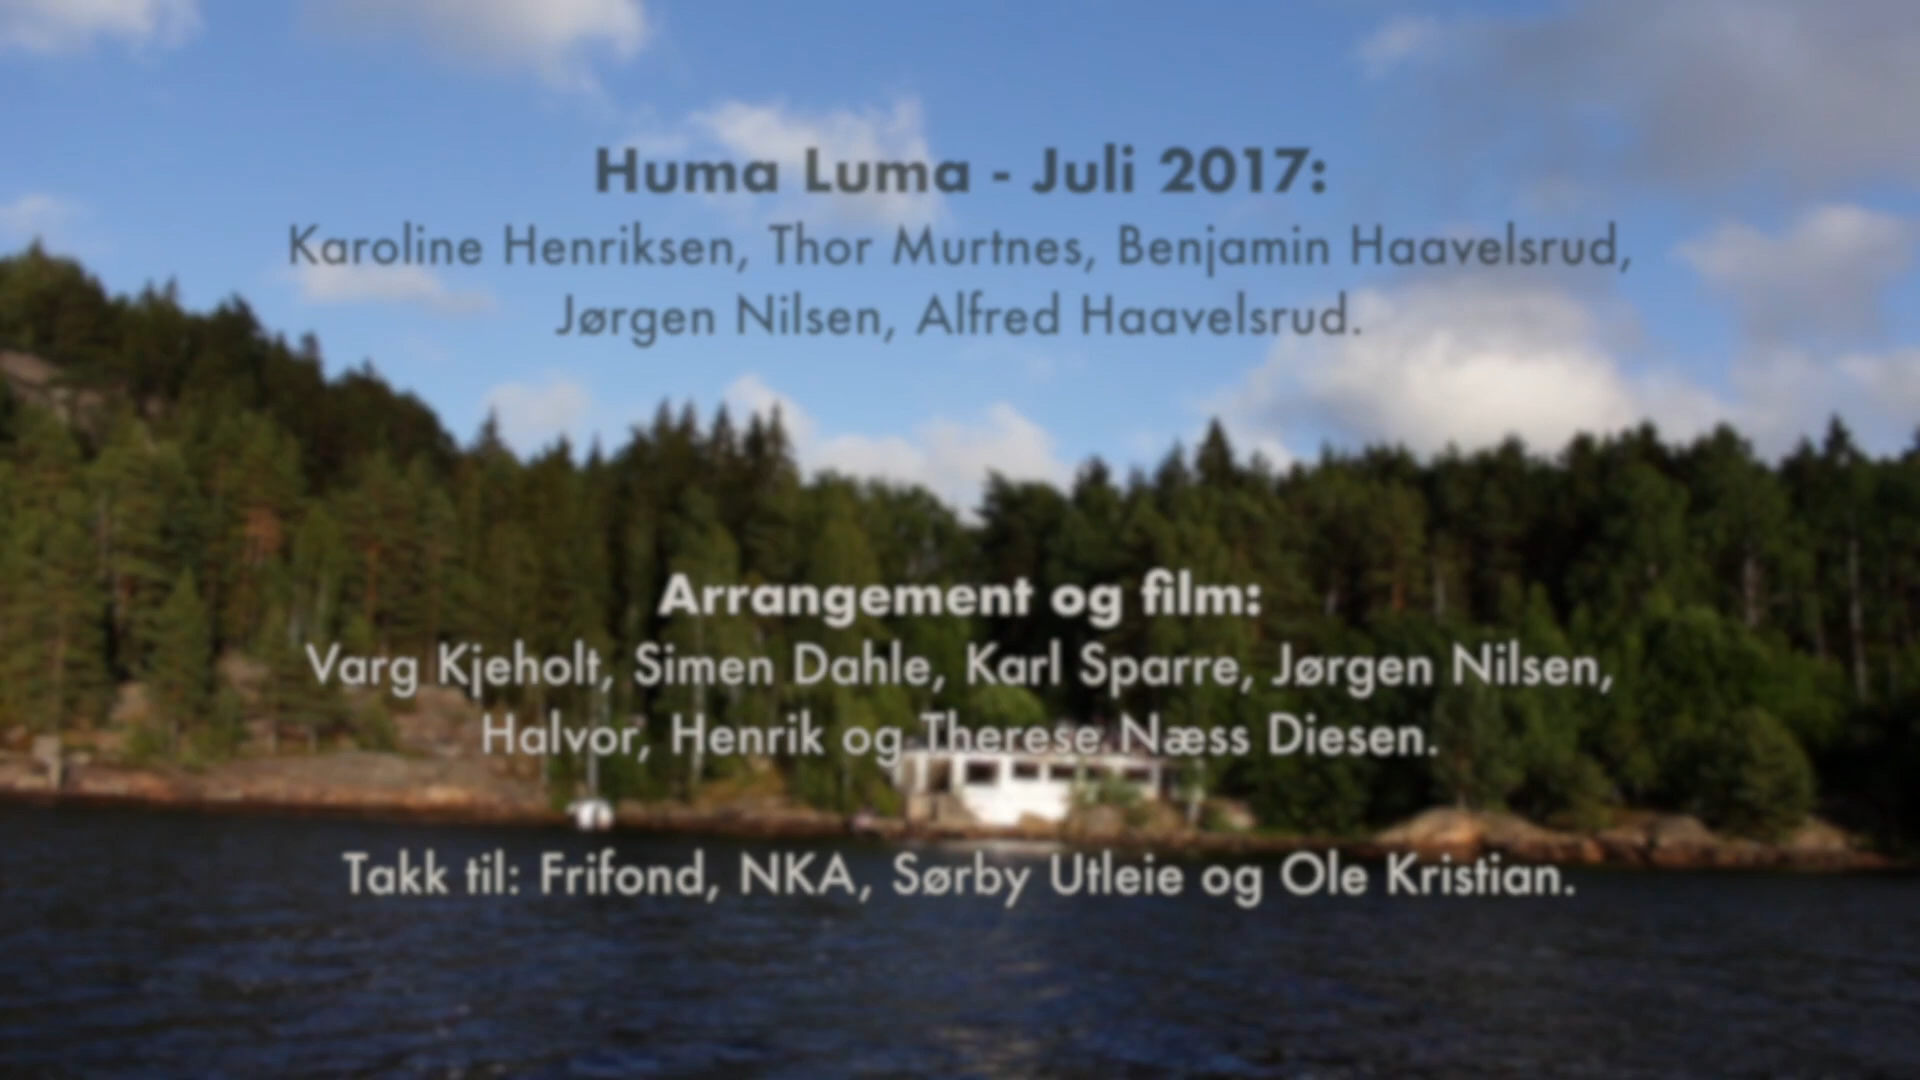 Huma Luma - Juli 2017:
Karoline Henriksen, Thor Murtnes, Benjamin Haavelsrud,
Jørgen Nilsen, Alfred Haavelsrud.
Arrangement og film:
Varg Kjeholt, Simen Dahle, Karl Sparre, Jørgen Nilsen,
Halvor, Henrik og Therese Næss Diesen.
Takk til: Frifond, NKA, Sørby Utleie og Ole Kristian.